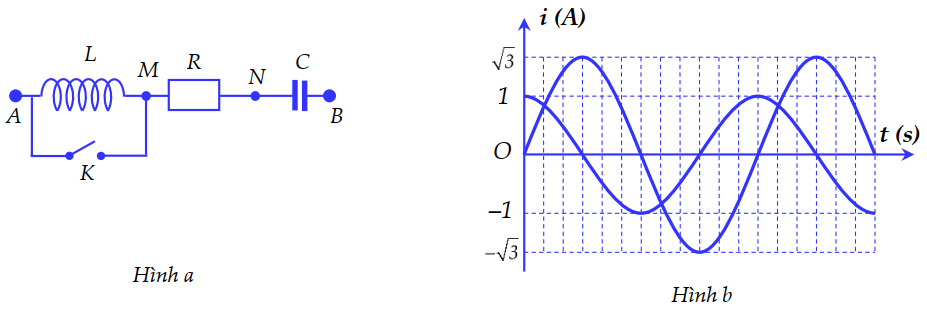 L
M
R
N
C
A
B
K
Hình a
i (A)
√3
1
O
t (s)
−1
−√3
Hình b